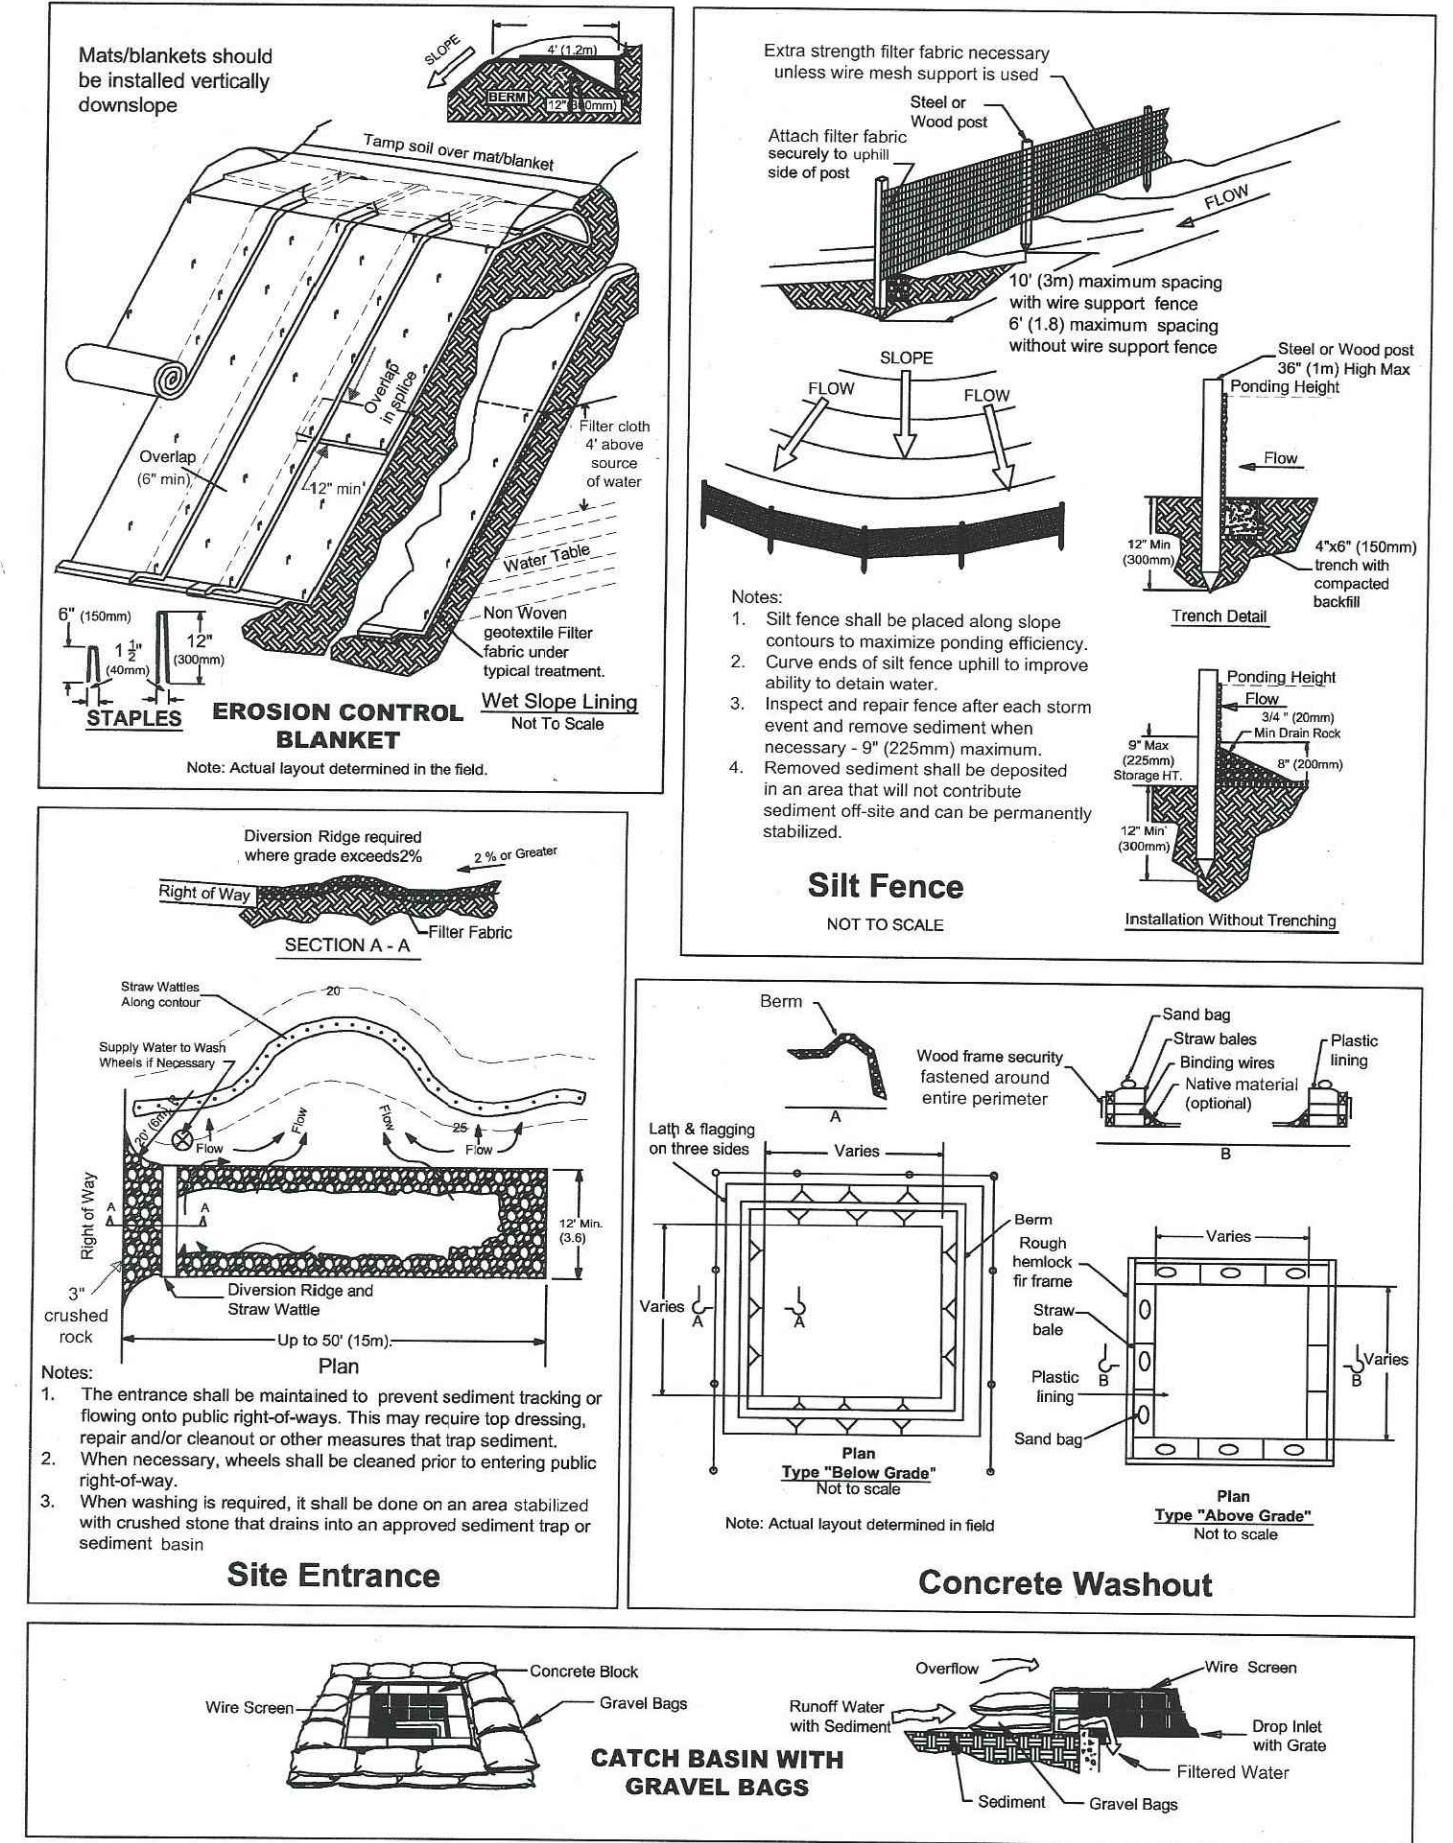 Mats/blankets should
be installed vertically
downslope
SLOPE
4' (1.2m)
BERM
12"(300mm)
Tamp soil over mat/blanket
Overlap
in splice
Overlap
(6" min)
12" min'
Filter cloth
4' above
source
of water
Water Table
Non Woven
geotextile Filter
fabric under
typical treatment.
Wet Slope Lining
Not To Scale
6" (150mm)
1 1/2"
(40mm)
12"
(300mm)
STAPLES
EROSION CONTROL
BLANKET
Note: Actual layout determined in the field.
Extra strength filter fabric necessary
unless wire mesh support is used
Steel or
Wood post
Attach filter fabric
securely to uphill
side of post
FLOW
10' (3m) maximum spacing
with wire support fence
6' (1.8) maximum spacing
without wire support fence
SLOPE
FLOW
FLOW
Steel or Wood post
36" (1m) High Max
Ponding Height
Flow
12" Min
(300mm)
4"x6" (150mm)
trench with
compacted
backfill
Trench Detail
Notes:
1. Silt fence shall be placed along slope
contours to maximize ponding efficiency.
2. Curve ends of silt fence uphill to improve
ability to detain water.
3. Inspect and repair fence after each storm
event and remove sediment when
necessary - 9" (225mm) maximum.
4. Removed sediment shall be deposited
in an area that will not contribute
sediment off-site and can be permanently
stabilized.
Ponding Height
Flow
3/4 " (20mm)
Min Drain Rock
9" Max
(225mm)
Storage HT.
8" (200mm)
12" Min'
(300mm)
Installation Without Trenching
Silt Fence
NOT TO SCALE
Diversion Ridge required
where grade exceeds2%
2 % or Greater
Right of Way
Filter Fabric
SECTION A - A
Straw Wattles
Along contour
20
Supply Water to Wash
Wheels if Necessary
20' (6m) R
Flow
Flow
Flow
25
Flow
Right of Way
A
A
12' Min.
(3.6)
3"
crushed
rock
Diversion Ridge and
Straw Wattle
Up to 50' (15m).
Plan
Notes:
1. The entrance shall be maintained to prevent sediment tracking or
flowing onto public right-of-ways. This may require top dressing,
repair and/or cleanout or other measures that trap sediment.
2. When necessary, wheels shall be cleaned prior to entering public
right-of-way.
3. When washing is required, it shall be done on an area stabilized
with crushed stone that drains into an approved sediment trap or
sediment basin
Site Entrance
Berm
A
Wood frame security
fastened around
entire perimeter
Sand bag
Straw bales
Binding wires
Native material
(optional)
Plastic
lining
B
Lath & flagging
on three sides
Varies
Varies
A
A
Berm
Plan
Type "Below Grade"
Not to scale
Note: Actual layout determined in field
Rough
hemlock
fir frame
Straw
bale
Plastic
lining
Sand bag
Varies
B
B
Varies
Plan
Type "Above Grade"
Not to scale
Concrete Washout
Concrete Block
Wire Screen
Gravel Bags
CATCH BASIN WITH
GRAVEL BAGS
Overflow
Wire Screen
Runoff Water
with Sediment
Drop Inlet
with Grate
Filtered Water
Sediment
Gravel Bags